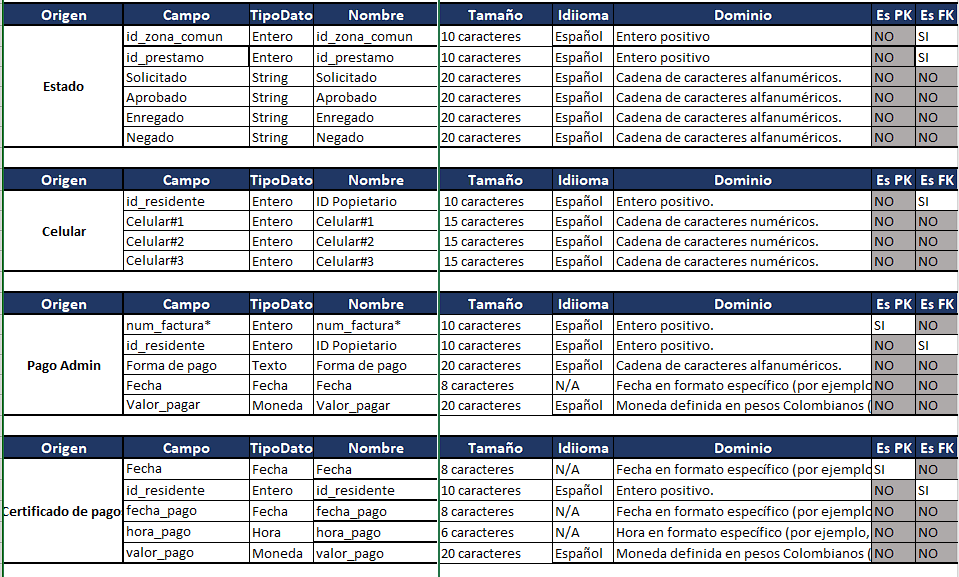 Origen Campo TipoDato Nombre Tamaño Idiioma Dominio Es PK Es FK
Estado
id_zona_comun Entero id_zona_comun 10 caracteres Español Entero positivo NO SI
id_prestamo Entero id_prestamo 10 caracteres Español Entero positivo NO SI
Solicitado String Solicitado 20 caracteres Español Cadena de caracteres alfanuméricos. NO NO
Aprobado String Aprobado 20 caracteres Español Cadena de caracteres alfanuméricos. NO NO
Enregado String Enregado 20 caracteres Español Cadena de caracteres alfanuméricos. NO NO
Negado String Negado 20 caracteres Español Cadena de caracteres alfanuméricos. NO NO
Origen Campo TipoDato Nombre Tamaño Idiioma Dominio Es PK Es FK
Celular
id_residente Entero ID Popietario 10 caracteres Español Entero positivo. NO SI
Celular#1 Entero Celular#1 15 caracteres Español Cadena de caracteres numéricos. NO NO
Celular#2 Entero Celular#2 15 caracteres Español Cadena de caracteres numéricos. NO NO
Celular#3 Entero Celular#3 15 caracteres Español Cadena de caracteres numéricos. NO NO
Origen Campo TipoDato Nombre Tamaño Idiioma Dominio Es PK Es FK
Pago Admin
num_factura* Entero num_factura* 10 caracteres Español Entero positivo. SI NO
id_residente Entero ID Popietario 10 caracteres Español Entero positivo. NO SI
Forma de pago Texto Forma de pago 20 caracteres Español Cadena de caracteres alfanuméricos. NO NO
Fecha Fecha Fecha 8 caracteres N/A Fecha en formato específico (por ejemplo NO NO
Valor_pagar Moneda Valor_pagar 20 caracteres Español Moneda definida en pesos Colombianos ( NO NO
Origen Campo TipoDato Nombre Tamaño Idiioma Dominio Es PK Es FK
Certificado de pago
Fecha Fecha Fecha 8 caracteres N/A Fecha en formato específico (por ejemplo SI NO
id_residente Entero id_residente 10 caracteres Español Entero positivo. NO SI
fecha_pago Fecha fecha_pago 8 caracteres N/A Fecha en formato específico (por ejemplo NO NO
hora_pago Hora hora_pago 6 caracteres N/A Hora en formato específico (por ejemplo, NO NO
valor_pago Moneda valor_pago 20 caracteres Español Moneda definida en pesos Colombianos ( NO NO